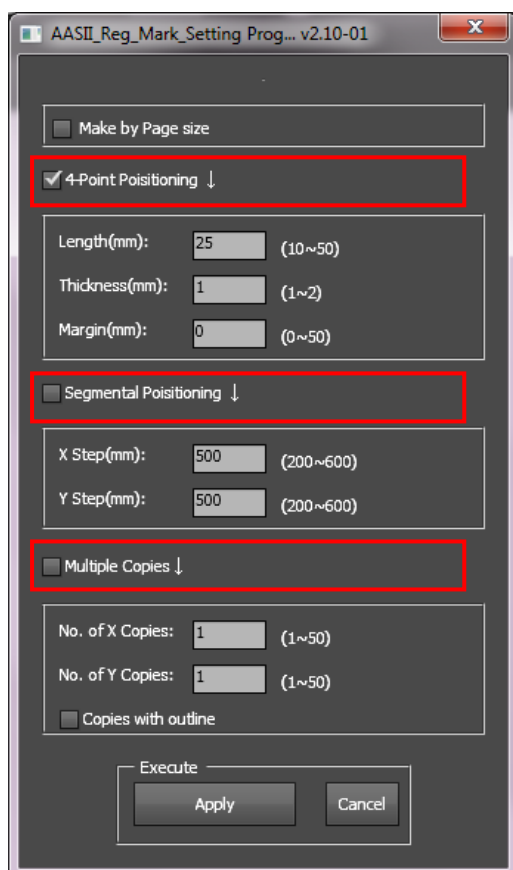 AASII_Reg_Mark_Setting Prog... v2.10-01
Make by Page size
4-Point Poisitioning ↓
Length(mm): 25 (10~50)
Thickness(mm): 1 (1~2)
Margin(mm): 0 (0~50)
Segmental Poisitioning ↓
X Step(mm): 500 (200~600)
Y Step(mm): 500 (200~600)
Multiple Copies ↓
No. of X Copies: 1 (1~50)
No. of Y Copies: 1 (1~50)
Copies with outline
Execute
Apply Cancel